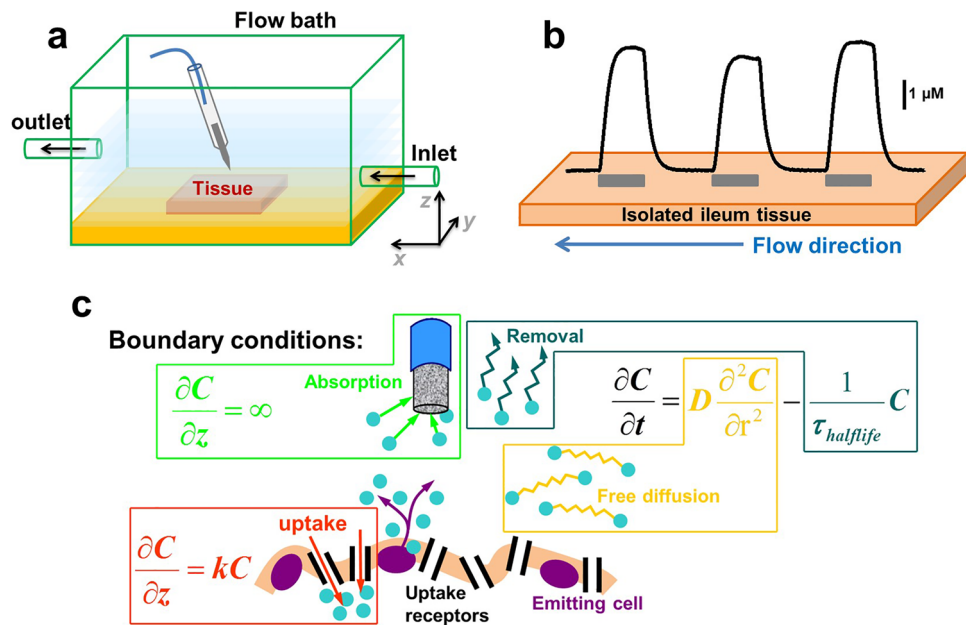 a
Flow bath
outlet
Inlet
Tissue
z
y
x
b
1 µM
Isolated ileum tissue
Flow direction
c
Boundary conditions:
Absorption
∂C/∂z = ∞
Removal
∂C/∂t = D ∂²C/∂r² − 1/τ_halflife C
Free diffusion
uptake
∂C/∂z = kC
Uptake
receptors
Emitting cell